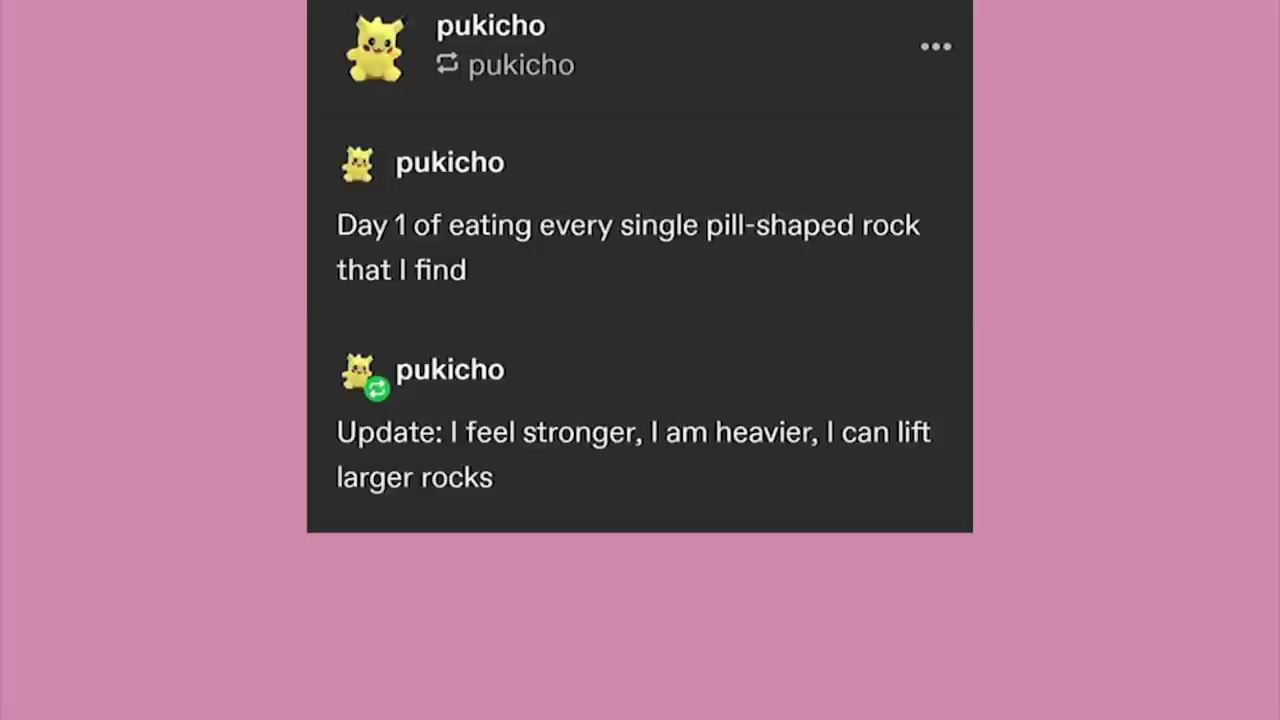 pukicho
pukicho
pukicho
Day 1 of eating every single pill-shaped rock
that I find
pukicho
Update: I feel stronger, I am heavier, I can lift
larger rocks